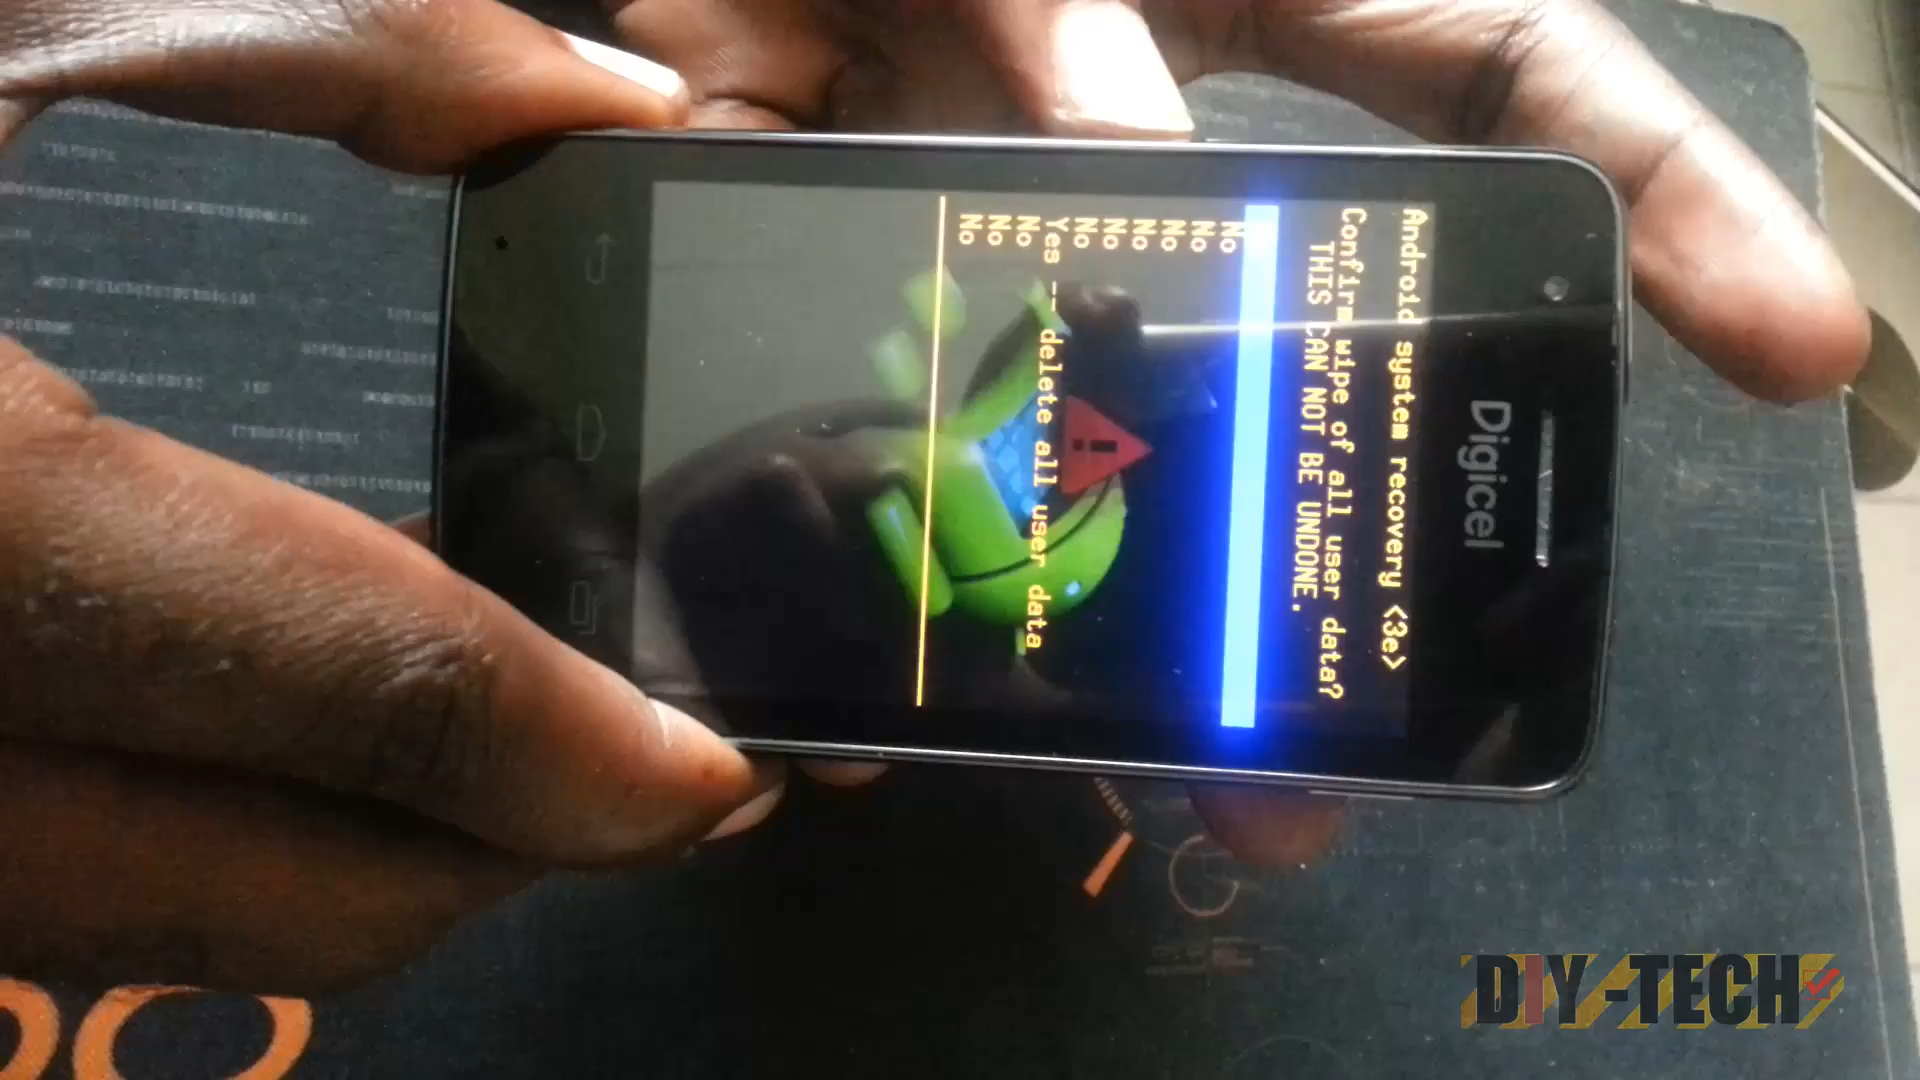 Digicel
Android system recovery <3e>
Confirm wipe of all user data?
THIS CAN NOT BE UNDONE.
No
No
No
No
No
No
Yes -- delete all user data
No
No
No
DIY-TECH